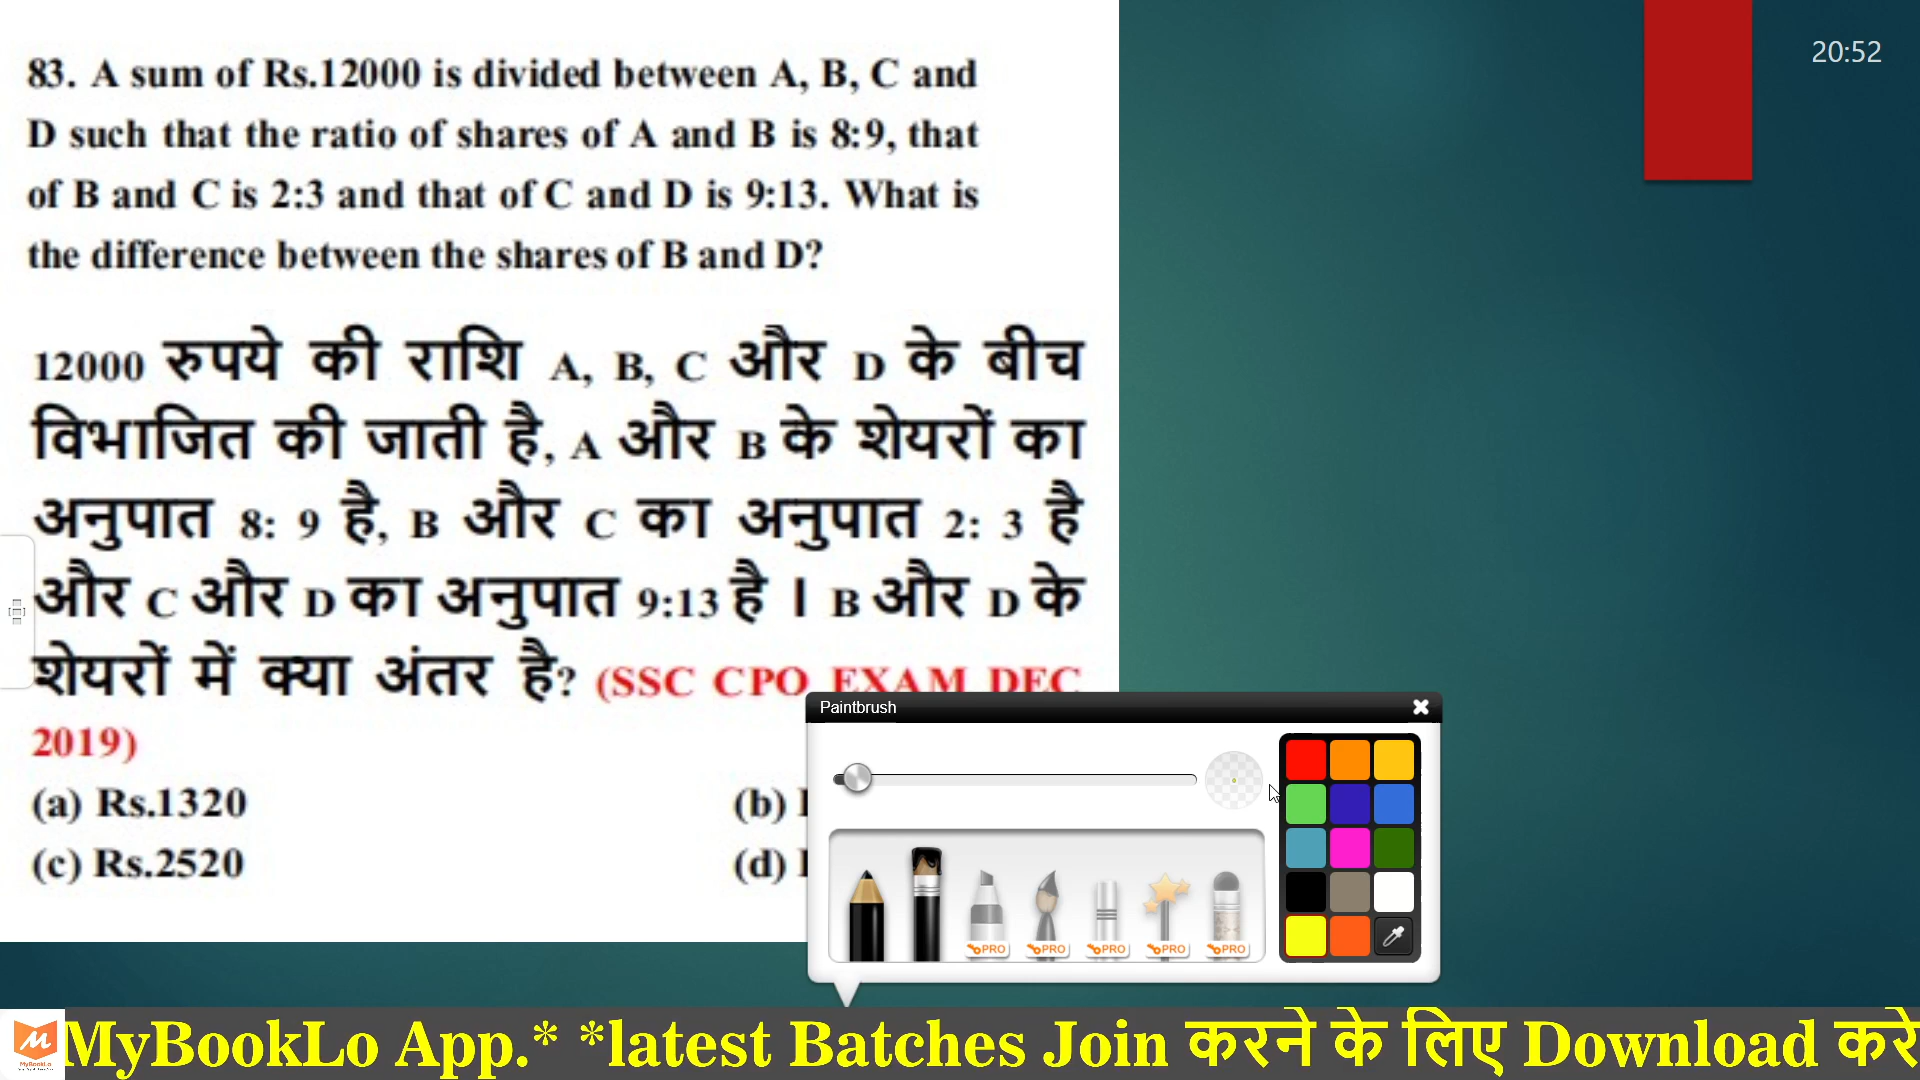 20:52
83. A sum of Rs.12000 is divided between A, B, C and
D such that the ratio of shares of A and B is 8:9, that
of B and C is 2:3 and that of C and D is 9:13. What is
the difference between the shares of B and D?
12000 रुपये की राशि A, B, C और D के बीच
विभाजित की जाती है, A और B के शेयरों का
अनुपात 8: 9 है, B और C का अनुपात 2: 3 है
और C और D का अनुपात 9:13 है । B और D के
शेयरों में क्या अंतर है? (SSC CPO EXAM DEC
2019)
(a) Rs.1320 (b)
(c) Rs.2520 (d)
Paintbrush
PRO PRO PRO PRO PRO
MyBookLo
MyBookLo App.* *latest Batches Join करने के लिए Download करे